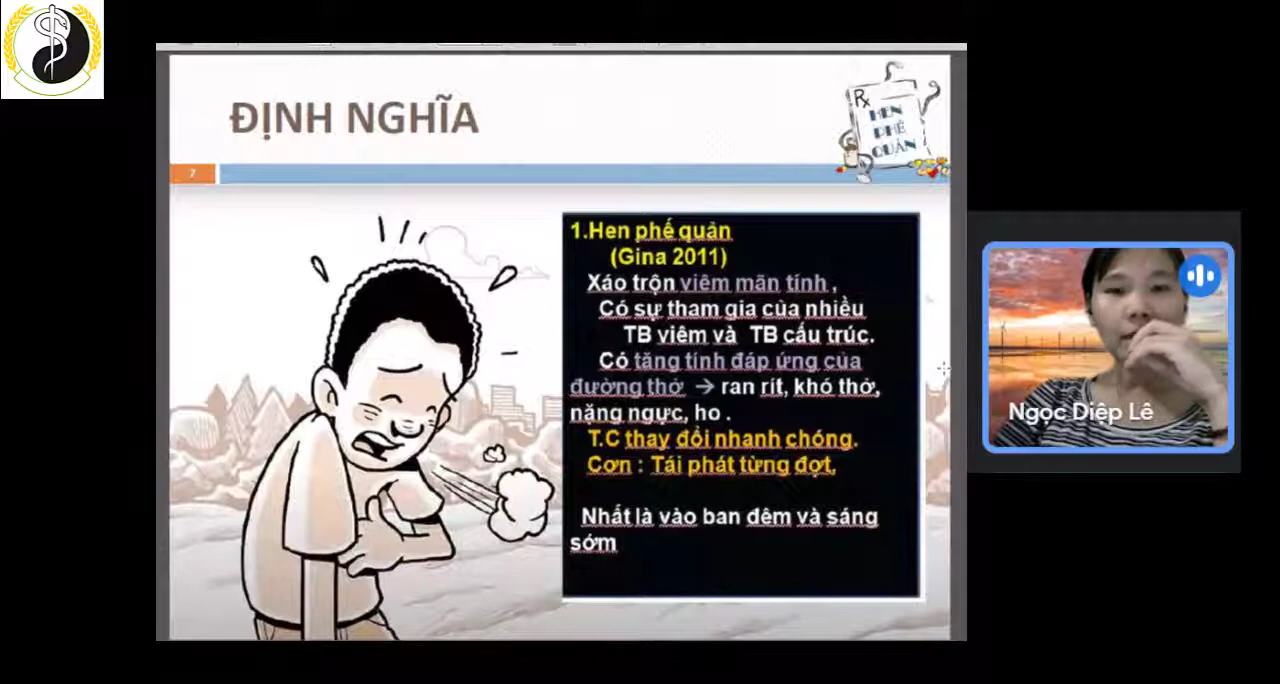 ĐỊNH NGHĨA
Rx
HEN
PHẾ
QUẢN
7
1.Hen phế quản
(Gina 2011)
Xáo trộn viêm mãn tính ,
Có sự tham gia của nhiều
TB viêm và TB cấu trúc.
Có tăng tính đáp ứng của
đường thở → ran rít, khó thở,
nặng ngực, ho .
T.C thay đổi nhanh chóng.
Cơn : Tái phát từng đợt,
Nhất là vào ban đêm và sáng
sớm
Ngọc Diệp Lê